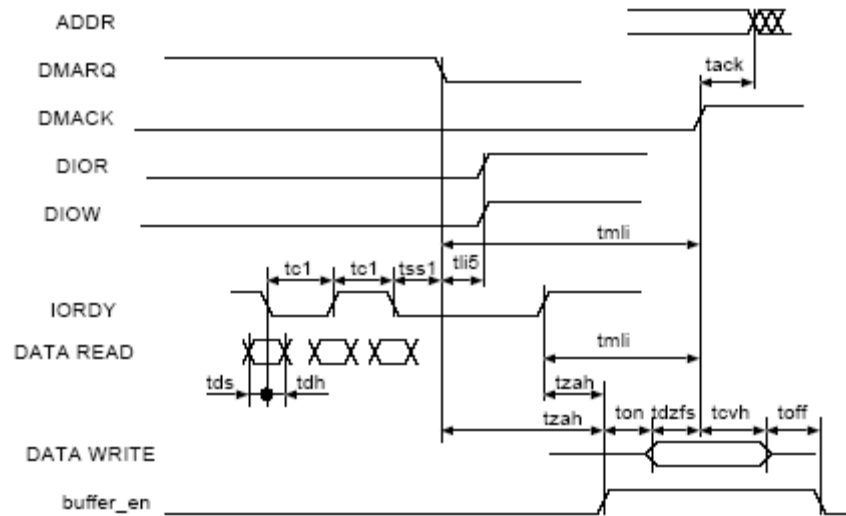 ADDR
DMARQ
tack
DMACK
DIOR
DIOW
tmli
tc1 tc1 tss1 tli5
IORDY
DATA READ
tmli
tds tdh
tzah
tzah ton tdzfs tcvh toff
DATA WRITE
buffer_en